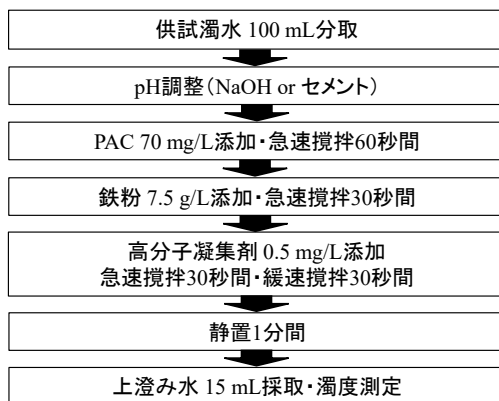 供試濁水 100 mL分取
pH調整（NaOH or セメント）
PAC 70 mg/L添加・急速撹拌60秒間
鉄粉 7.5 g/L添加・急速撹拌30秒間
高分子凝集剤 0.5 mg/L添加
急速撹拌30秒間・緩速撹拌30秒間
静置1分間
上澄み水 15 mL採取・濁度測定